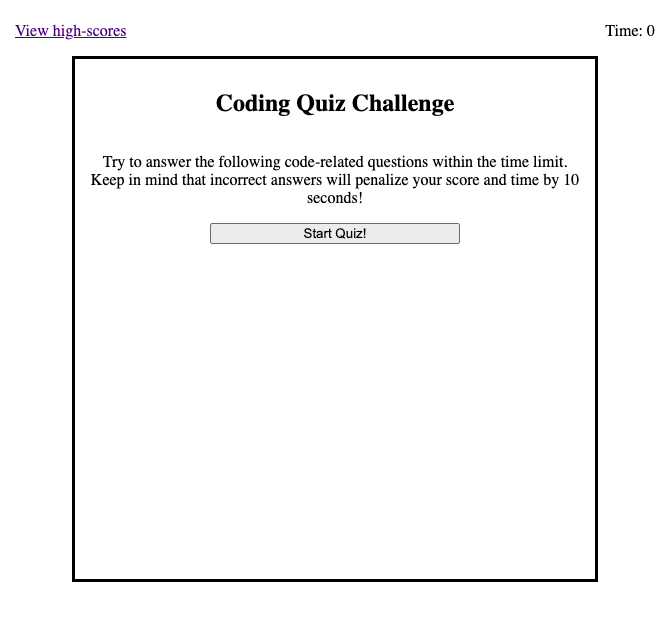 View high-scores
Time: 0
Coding Quiz Challenge
Try to answer the following code-related questions within the time limit.
Keep in mind that incorrect answers will penalize your score and time by 10
seconds!
Start Quiz!